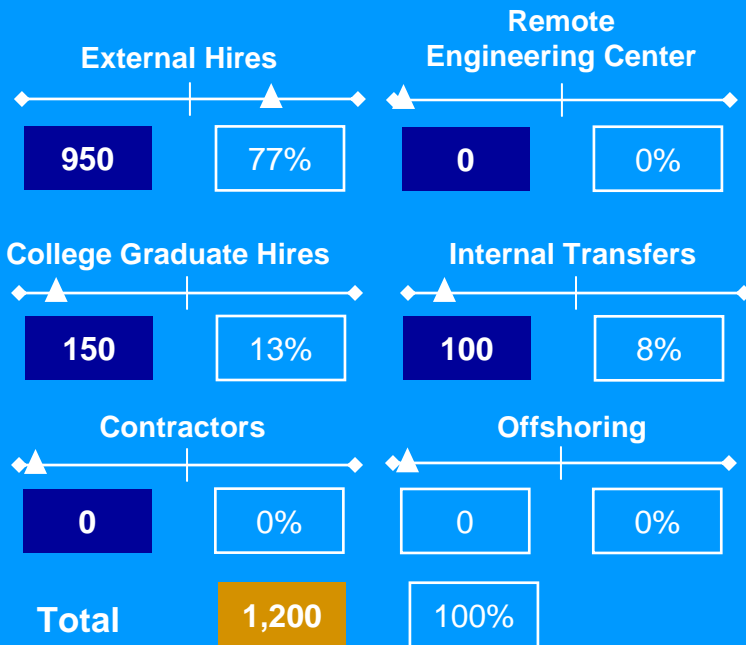 External Hires
950
77%
Remote
Engineering Center
0
0%
College Graduate Hires
150
13%
Internal Transfers
100
8%
Contractors
0
0%
Offshoring
0
0%
Total
1,200
100%